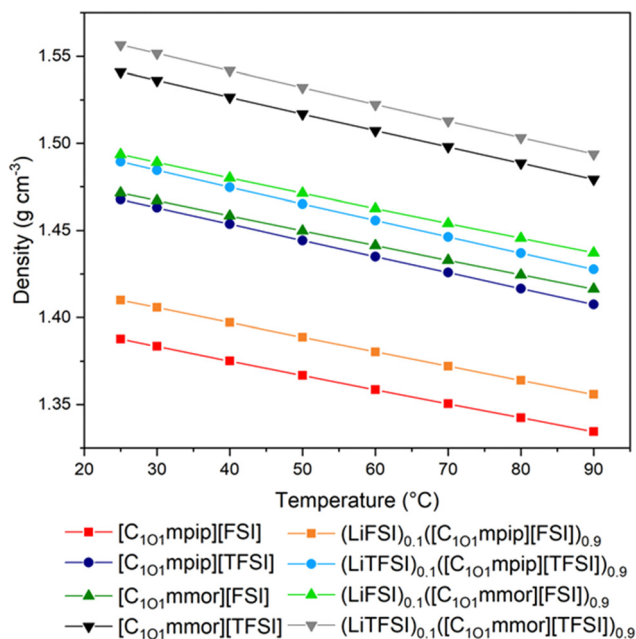 Density (g cm⁻³)
1.55
1.50
1.45
1.40
1.35
20 30 40 50 60 70 80 90
Temperature (°C)
[C₁O₁mpip][FSI] (LiFSI)₀.₁([C₁O₁mpip][FSI])₀.₉
[C₁O₁mpip][TFSI] (LiTFSI)₀.₁([C₁O₁mpip][TFSI])₀.₉
[C₁O₁mmor][FSI] (LiFSI)₀.₁([C₁O₁mmor][FSI])₀.₉
[C₁O₁mmor][TFSI] (LiTFSI)₀.₁([C₁O₁mmor][TFSI])₀.₉